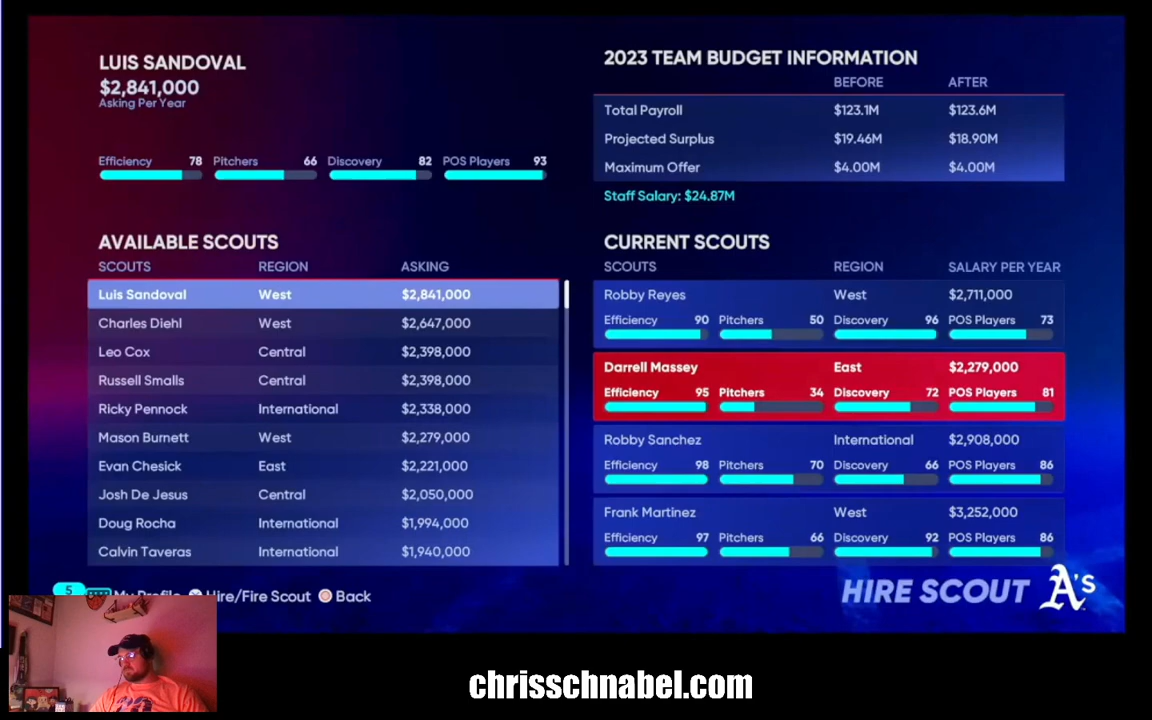 LUIS SANDOVAL
$2,841,000
Asking Per Year
Efficiency 78 Pitchers 66 Discovery 82 POS Players 93
2023 TEAM BUDGET INFORMATION
BEFORE AFTER
Total Payroll $123.1M $123.6M
Projected Surplus $19.46M $18.90M
Maximum Offer $4.00M $4.00M
Staff Salary: $24.87M
AVAILABLE SCOUTS
SCOUTS REGION ASKING
Luis Sandoval West $2,841,000
Charles Diehl West $2,647,000
Leo Cox Central $2,398,000
Russell Smalls Central $2,398,000
Ricky Pennock International $2,338,000
Mason Burnett West $2,279,000
Evan Chesick East $2,221,000
Josh De Jesus Central $2,050,000
Doug Rocha International $1,994,000
Calvin Taveras International $1,940,000
CURRENT SCOUTS
SCOUTS REGION SALARY PER YEAR
Robby Reyes West $2,711,000
Efficiency 90 Pitchers 50 Discovery 96 POS Players 73
Darrell Massey East $2,279,000
Efficiency 95 Pitchers 34 Discovery 72 POS Players 81
Robby Sanchez International $2,908,000
Efficiency 98 Pitchers 70 Discovery 66 POS Players 86
Frank Martinez West $3,252,000
Efficiency 97 Pitchers 66 Discovery 92 POS Players 86
5 My Profile Hire/Fire Scout Back
HIRE SCOUT A's
chrisschnabel.com